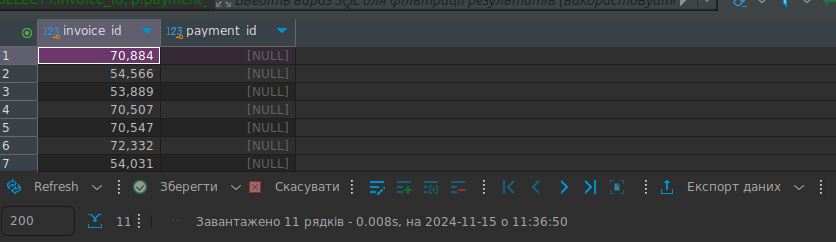 SELECT i.invoice_id, p.payment_ Введіть вираз SQL для фільтрації результатів (використовуйте
123 invoice_id 123 payment_id
1 70,884 [NULL]
2 54,566 [NULL]
3 53,889 [NULL]
4 70,507 [NULL]
5 70,547 [NULL]
6 72,332 [NULL]
7 54,031 [NULL]
Refresh Зберегти Скасувати Експорт даних
200 11 Завантажено 11 рядків - 0.008s, на 2024-11-15 о 11:36:50